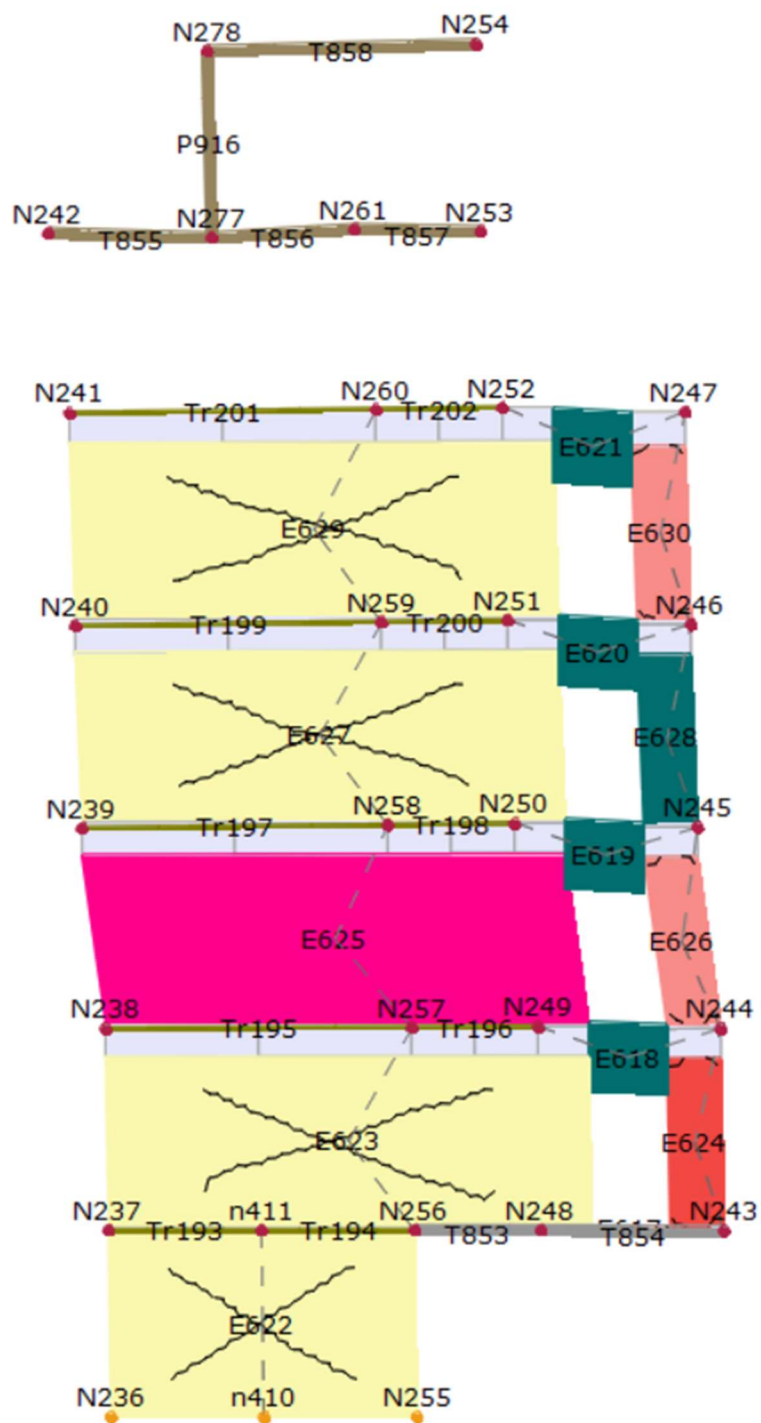 N278 N254
T858
P916
N242 N277 N261 N253
T855 T856 T857
N241 N260 N252 N247
Tr201 Tr202
E621
E629 E630
N240 N259 N251 N246
Tr199 Tr200
E620
E627 E628
N239 N258 N250 N245
Tr197 Tr198
E619
E625 E626
N238 N257 N249 N244
Tr195 Tr196
E618
E623 E624
N237 n411 N256 N248 N243
Tr193 Tr194 T853 T854
E622
N236 n410 N255